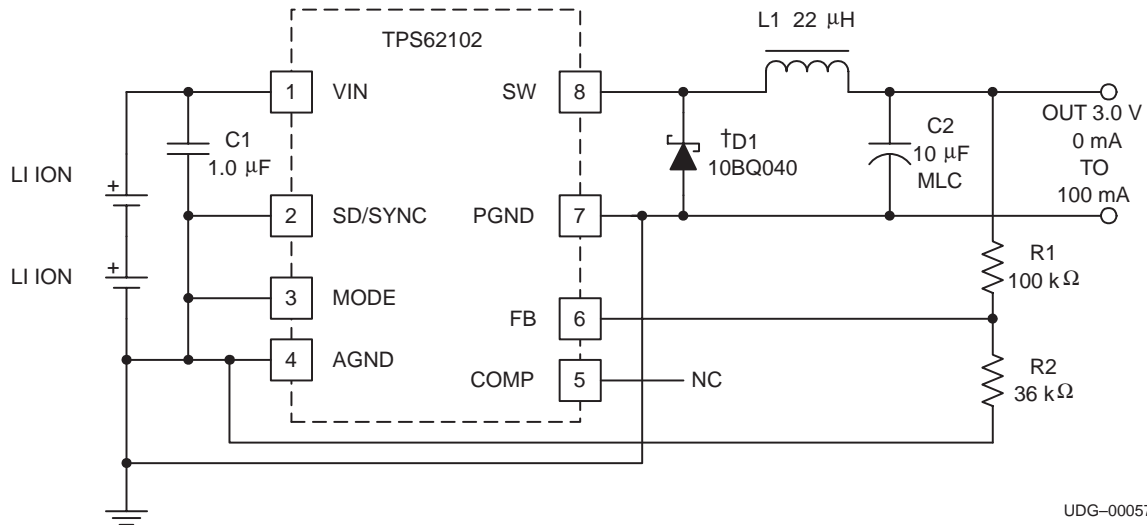 TPS62102
L1 22 μH
1
VIN
SW
8
C1
1.0 μF
†D1
10BQ040
C2
10 μF
MLC
OUT 3.0 V
0 mA
TO
100 mA
LI ION
+
2
SD/SYNC
PGND
7
LI ION
+
3
MODE
FB
6
R1
100 kΩ
4
AGND
COMP
5
NC
R2
36 kΩ
UDG–00057